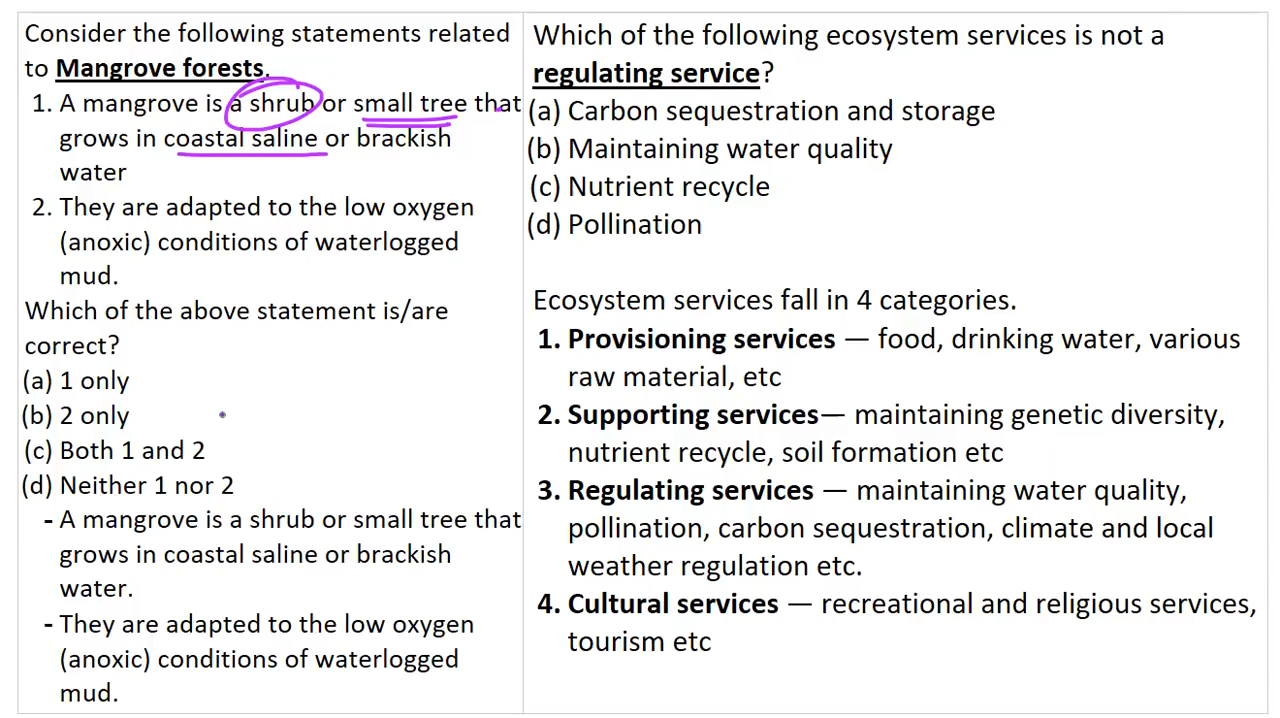 Consider the following statements related
to Mangrove forests.
1. A mangrove is a shrub or small tree that
grows in coastal saline or brackish
water
2. They are adapted to the low oxygen
(anoxic) conditions of waterlogged
mud.
Which of the above statement is/are
correct?
(a) 1 only
(b) 2 only
(c) Both 1 and 2
(d) Neither 1 nor 2
- A mangrove is a shrub or small tree that
grows in coastal saline or brackish
water.
- They are adapted to the low oxygen
(anoxic) conditions of waterlogged
mud.
Which of the following ecosystem services is not a
regulating service?
(a) Carbon sequestration and storage
(b) Maintaining water quality
(c) Nutrient recycle
(d) Pollination
Ecosystem services fall in 4 categories.
1. Provisioning services — food, drinking water, various
raw material, etc
2. Supporting services— maintaining genetic diversity,
nutrient recycle, soil formation etc
3. Regulating services — maintaining water quality,
pollination, carbon sequestration, climate and local
weather regulation etc.
4. Cultural services — recreational and religious services,
tourism etc